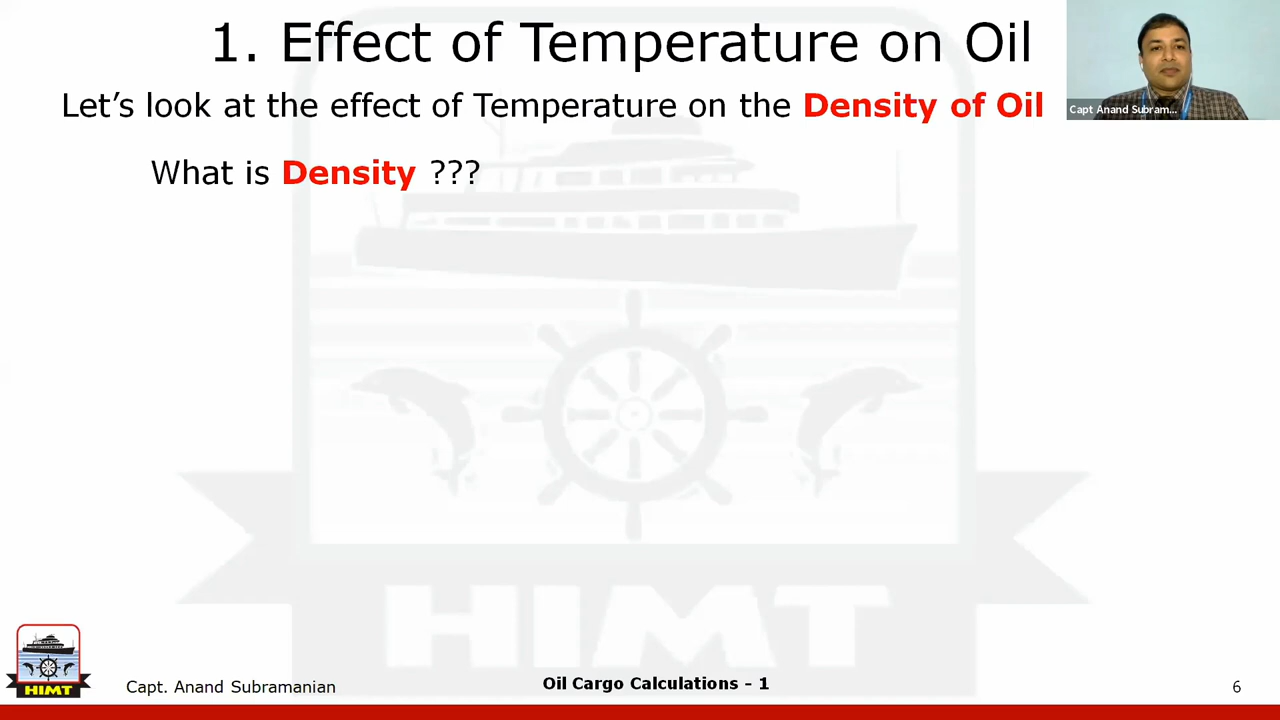 1. Effect of Temperature on Oil
Let's look at the effect of Temperature on the Density of Oil
Capt Anand Subram...
What is Density ???
HIMT
HIMT
Capt. Anand Subramanian
Oil Cargo Calculations - 1
6